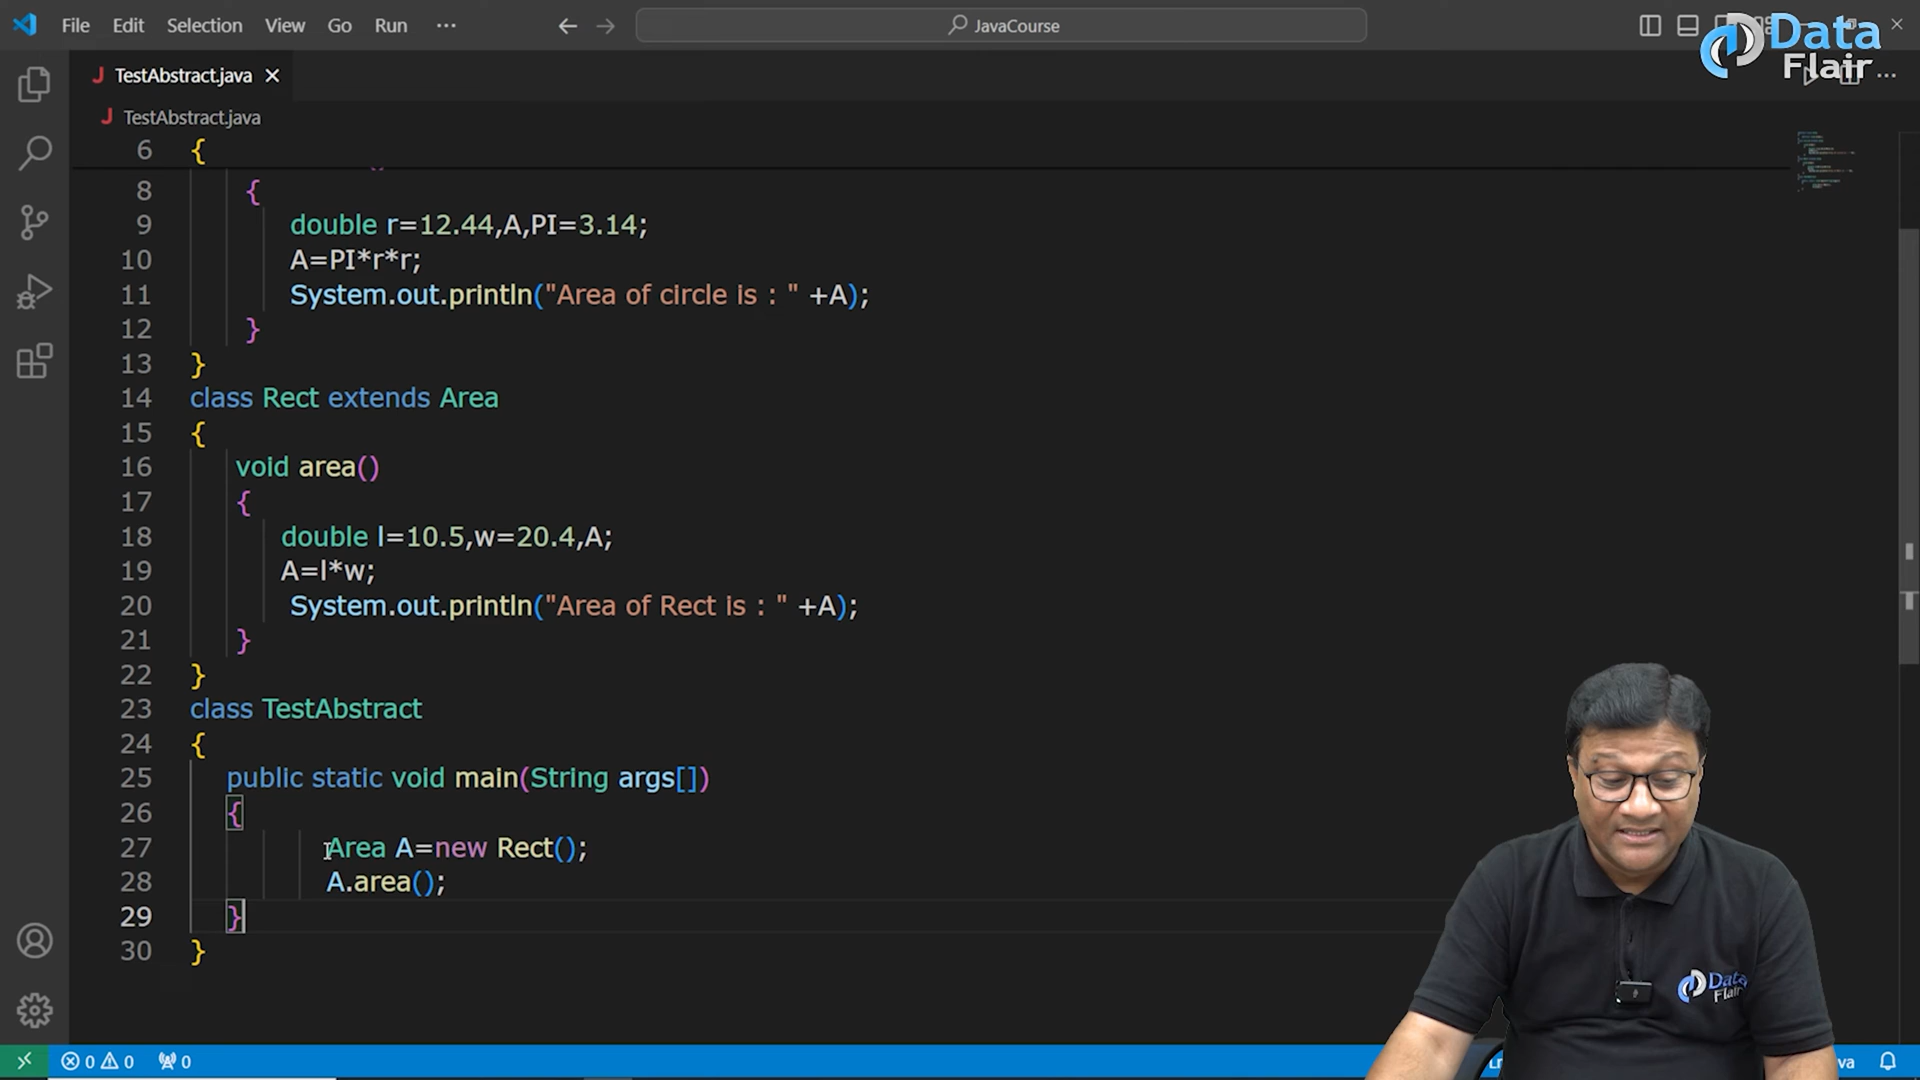 File Edit Selection View Go Run ... JavaCourse
Data
Flair
TestAbstract.java
TestAbstract.java
6 {
8 {
9 double r=12.44,A,PI=3.14;
10 A=PI*r*r;
11 System.out.println("Area of circle is : " +A);
12 }
13 }
14 class Rect extends Area
15 {
16 void area()
17 {
18 double l=10.5,w=20.4,A;
19 A=l*w;
20 System.out.println("Area of Rect is : " +A);
21 }
22 }
23 class TestAbstract
24 {
25 public static void main(String args[])
26 {
27 Area A=new Rect();
28 A.area();
29 }
30 }
Data
Flair
0 0 0